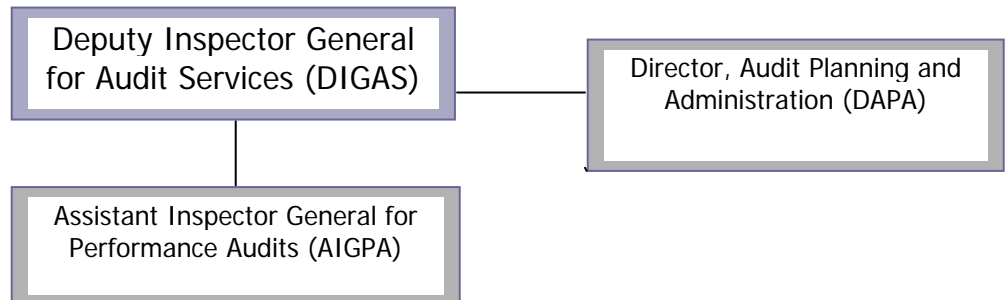 Deputy Inspector General
for Audit Services (DIGAS)
Director, Audit Planning and
Administration (DAPA)
Assistant Inspector General for
Performance Audits (AIGPA)